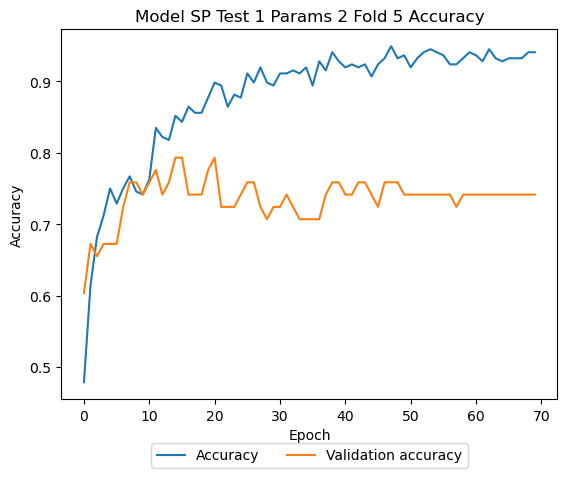 Model SP Test 1 Params 2 Fold 5 Accuracy
Accuracy
0.9
0.8
0.7
0.6
0.5
0 10 20 30 40 50 60 70
Epoch
Accuracy Validation accuracy